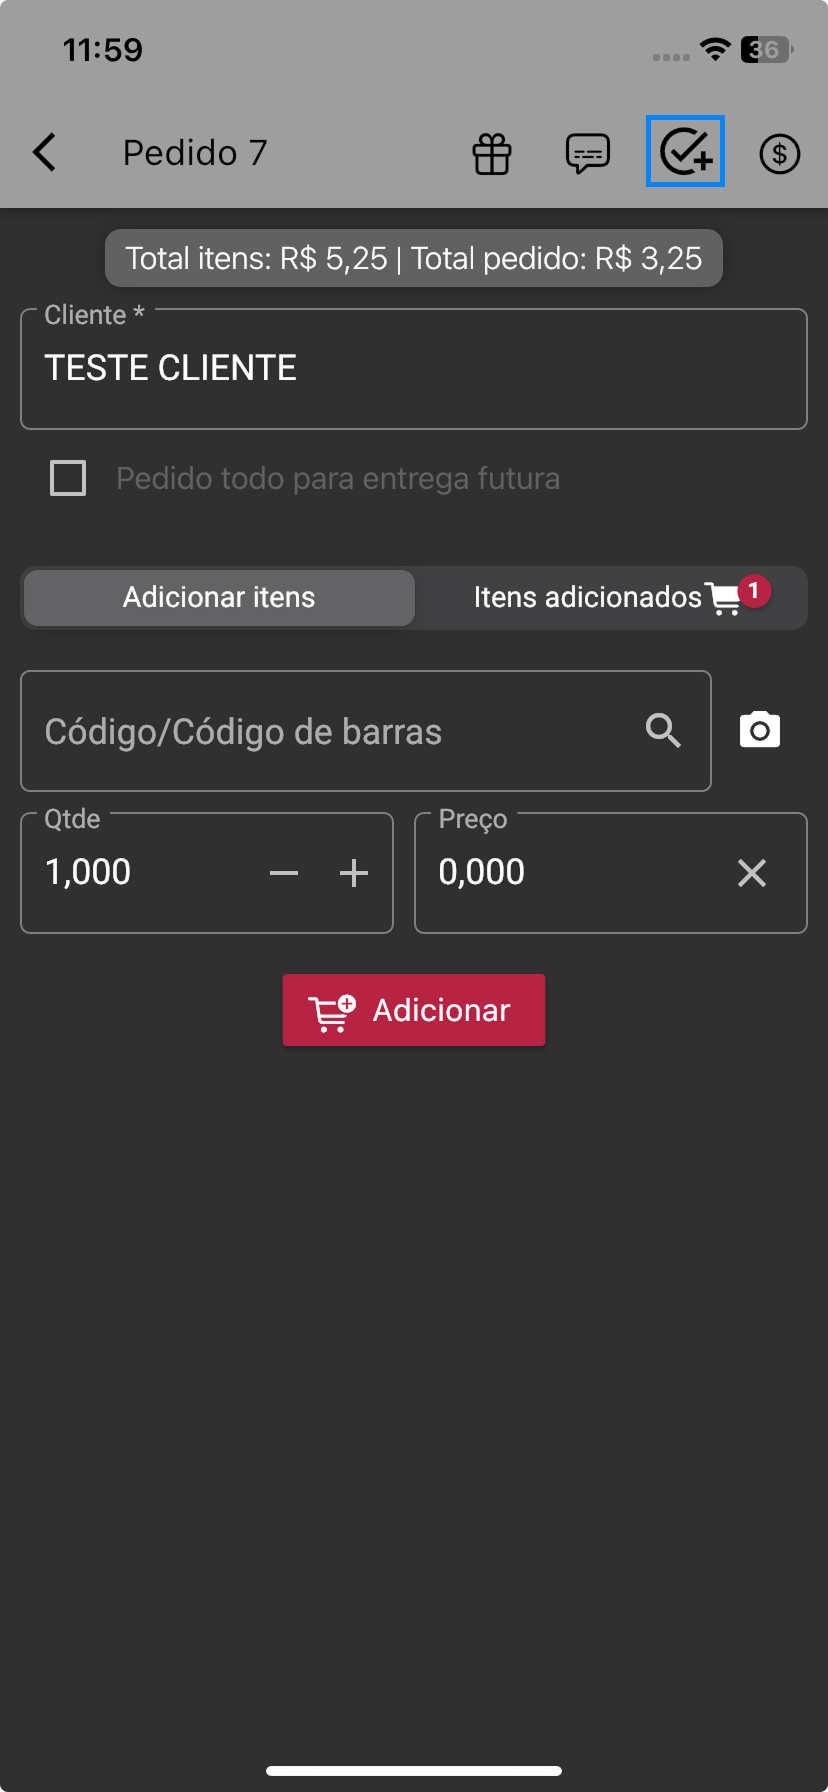 11:59
36
Pedido 7
Total itens: R$ 5,25 | Total pedido: R$ 3,25
Cliente *
TESTE CLIENTE
Pedido todo para entrega futura
Adicionar itens
Itens adicionados 1
Código/Código de barras
Qtde
1,000
Preço
0,000
Adicionar